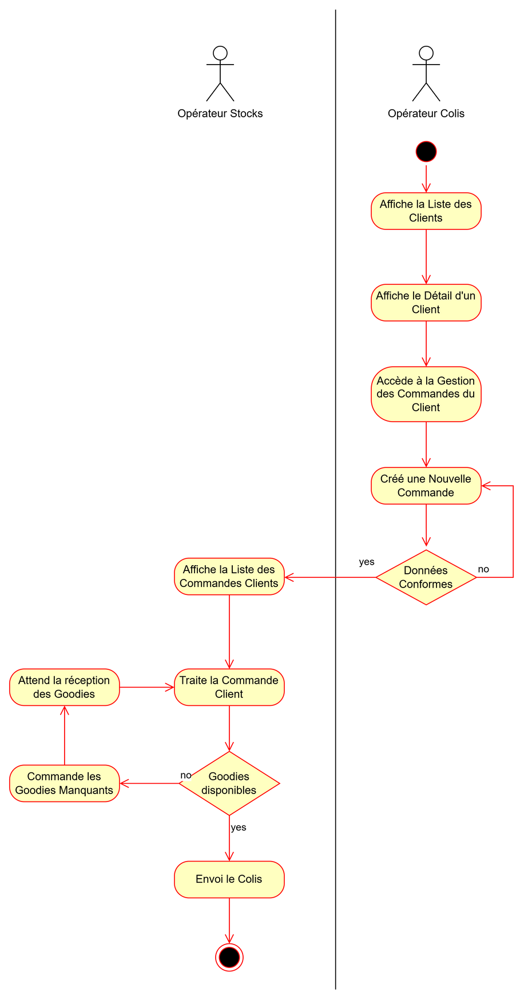 Opérateur Stocks
Opérateur Colis
Affiche la Liste des
Clients
Affiche le Détail d'un
Client
Accède à la Gestion
des Commandes du
Client
Créé une Nouvelle
Commande
Données
Conformes
yes
no
Affiche la Liste des
Commandes Clients
Traite la Commande
Client
Attend la réception
des Goodies
Goodies
disponibles
no
Commande les
Goodies Manquants
yes
Envoi le Colis